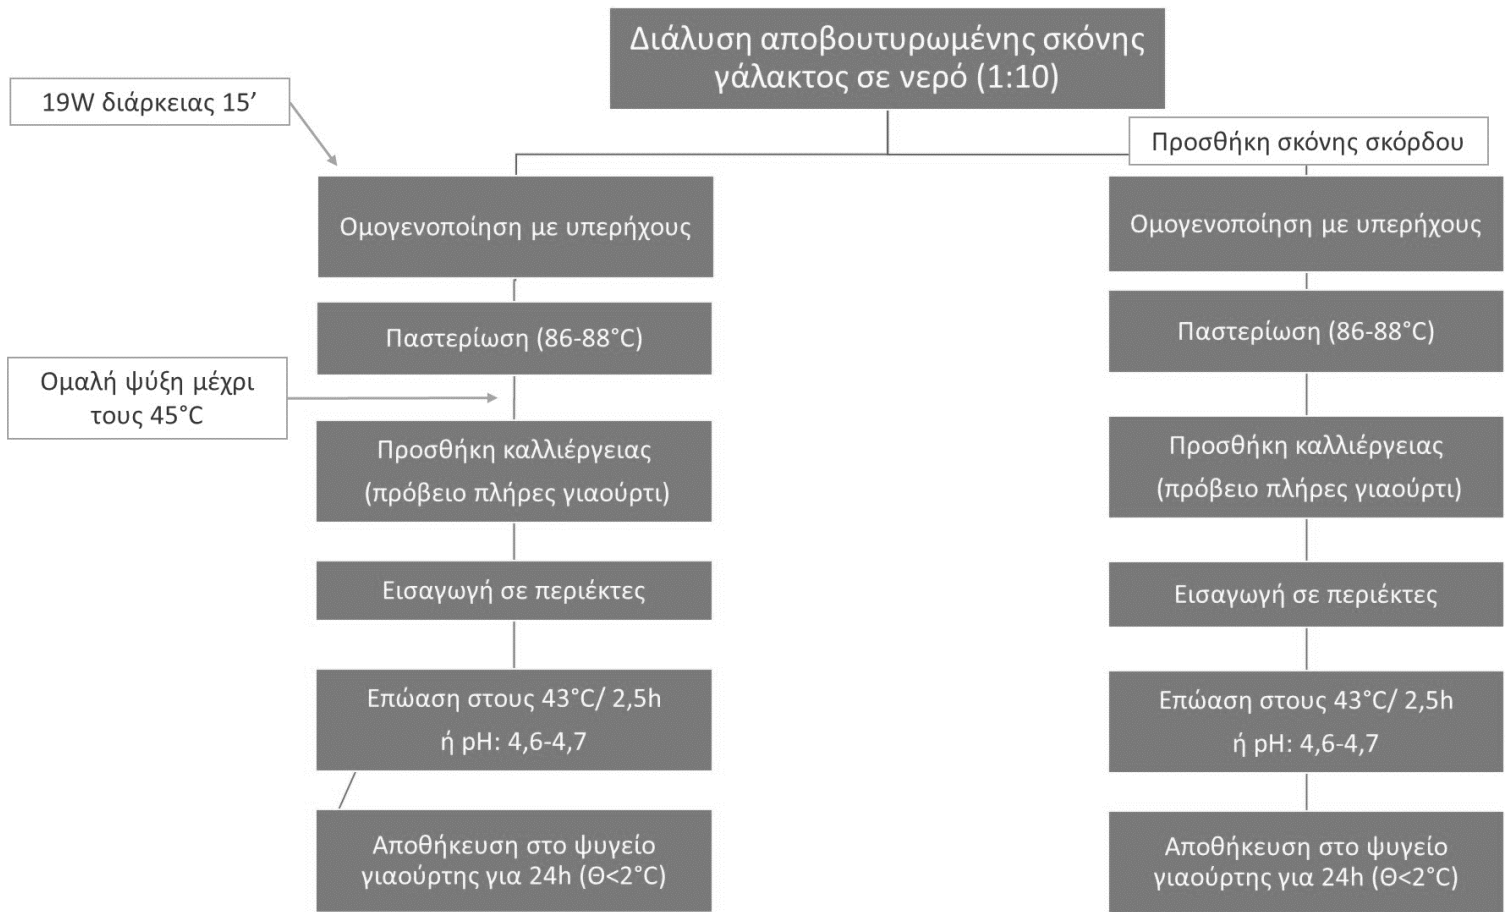 Διάλυση αποβουτυρωμένης σκόνης
γάλακτος σε νερό (1:10)
19W διάρκειας 15’
Προσθήκη σκόνης σκόρδου
Ομογενοποίηση με υπερήχους
Παστερίωση (86-88°C)
Ομαλή ψύξη μέχρι
τους 45°C
Προσθήκη καλλιέργειας
(πρόβειο πλήρες γιαούρτι)
Εισαγωγή σε περιέκτες
Επώαση στους 43°C/ 2,5h
ή pH: 4,6-4,7
Αποθήκευση στο ψυγείο
γιαούρτης για 24h (Θ<2°C)
Ομογενοποίηση με υπερήχους
Παστερίωση (86-88°C)
Προσθήκη καλλιέργειας
(πρόβειο πλήρες γιαούρτι)
Εισαγωγή σε περιέκτες
Επώαση στους 43°C/ 2,5h
ή pH: 4,6-4,7
Αποθήκευση στο ψυγείο
γιαούρτης για 24h (Θ<2°C)